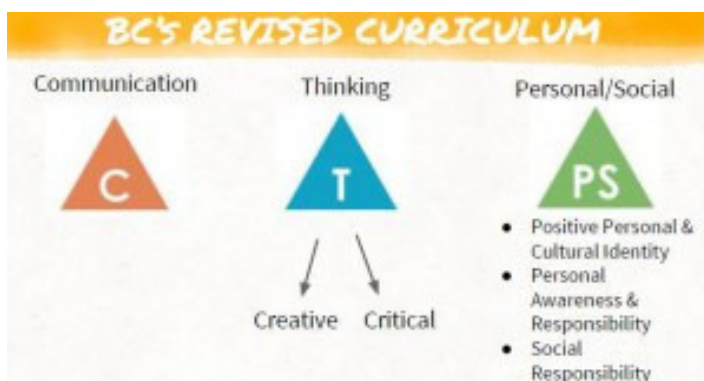 BC'S REVISED CURRICULUM
Communication
Thinking
Personal/Social
C
T
PS
Creative
Critical
● Positive Personal &
Cultural Identity
● Personal
Awareness &
Responsibility
● Social
Responsibility